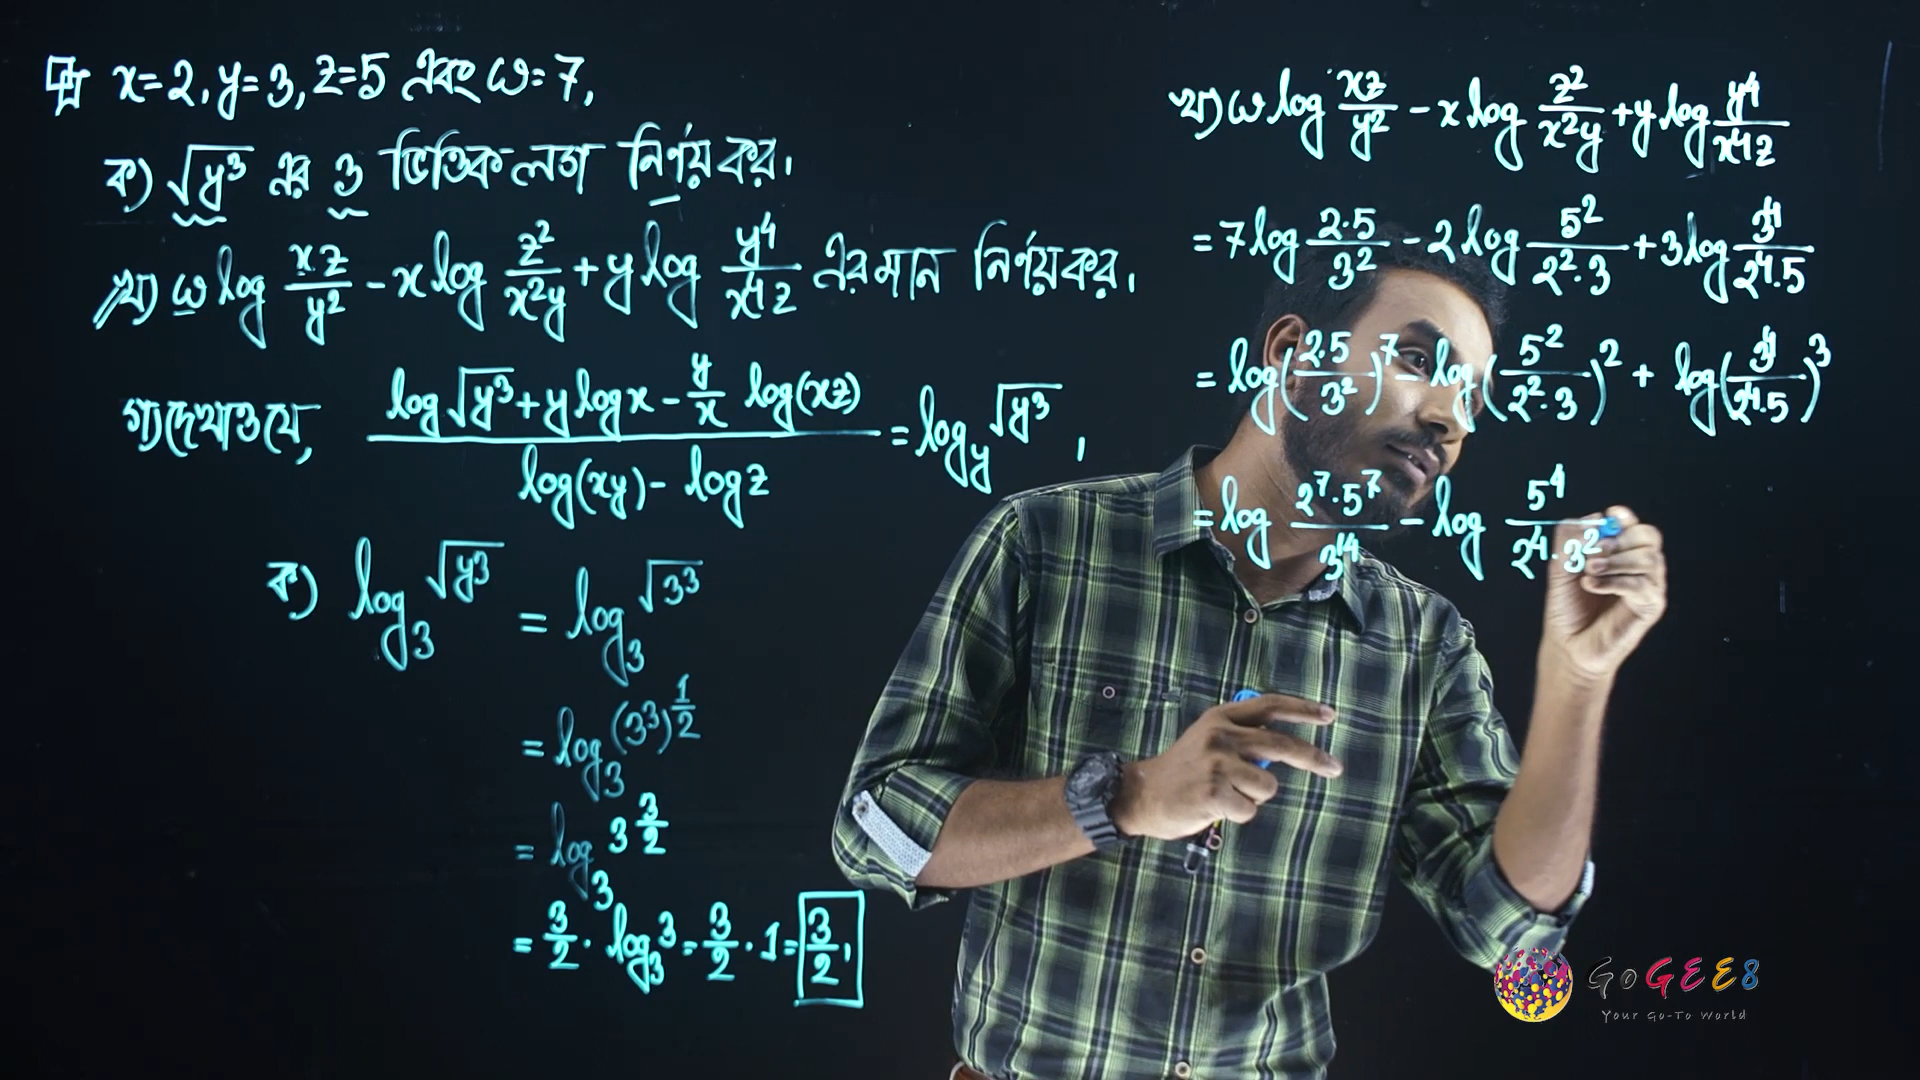 x=2, y=3, z=5 এবং ω=7,
ক) √y³ এর 3 ভিত্তিক লগ নির্ণয় কর।
খ) ω log xz/y² - x log z²/x²y + y log y⁴/x⁴z এর মান নির্ণয় কর।
গ) দেখাও যে, (log √y³ + y log x - y/x log(xz)) / (log(xy) - log z) = log_y √y³ ।
ক) log₃ √y³ = log₃ √3³
= log₃ (3³)^(1/2)
= log₃ 3^(3/2)
= 3/2 · log₃ 3 = 3/2 · 1 = 3/2 ।
খ) ω log xz/y² - x log z²/x²y + y log y⁴/x⁴z
= 7 log 2·5/3² - 2 log 5²/2²·3 + 3 log 3⁴/2⁴·5
= log (2·5/3²)⁷ - log (5²/2²·3)² + log (3⁴/2⁴·5)³
= log 2⁷·5⁷/3¹⁴ - log 5⁴/2⁴·3²
GoGEE8
Your Go-To World